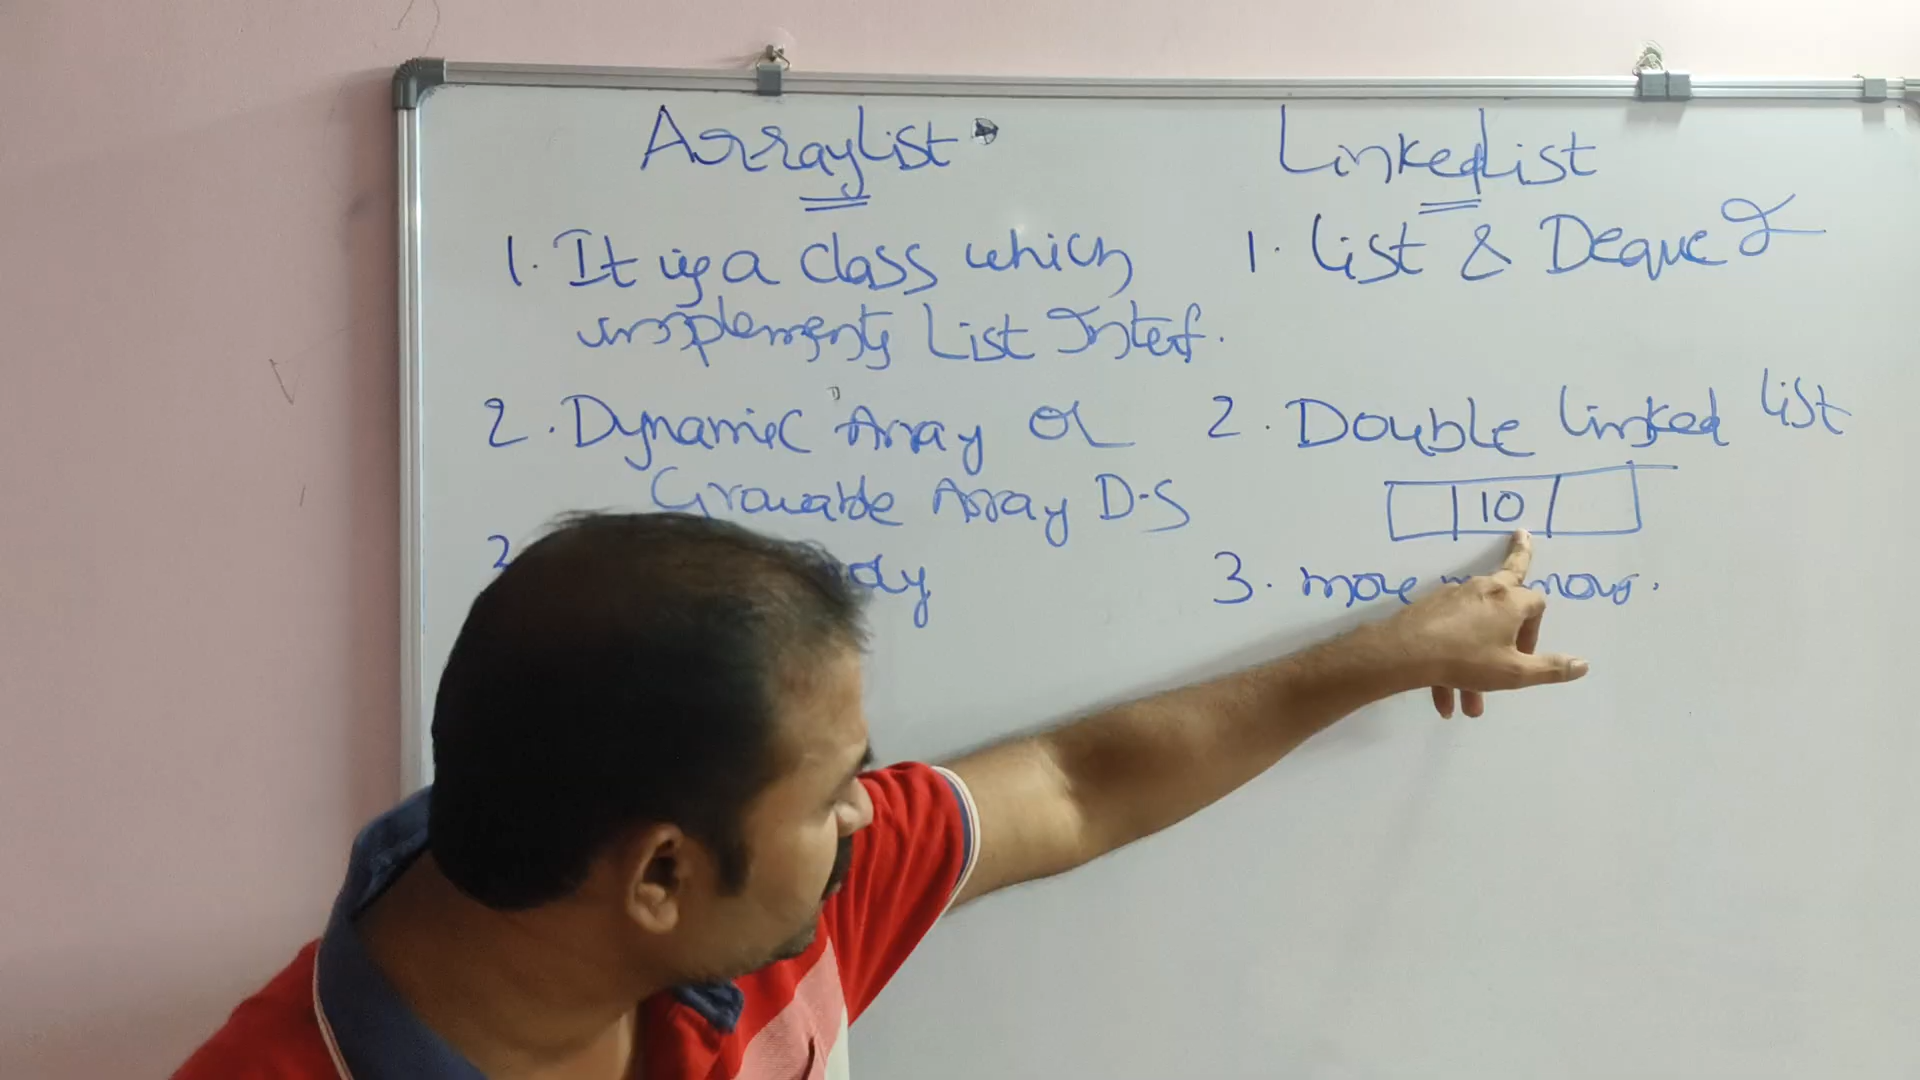 ArrayList
1. It is a class which
implements List Interf.
2. Dynamic Array or
Growable Array D-S
3.
LinkedList
1. List & Deque I
2. Double linked list
10
3. more